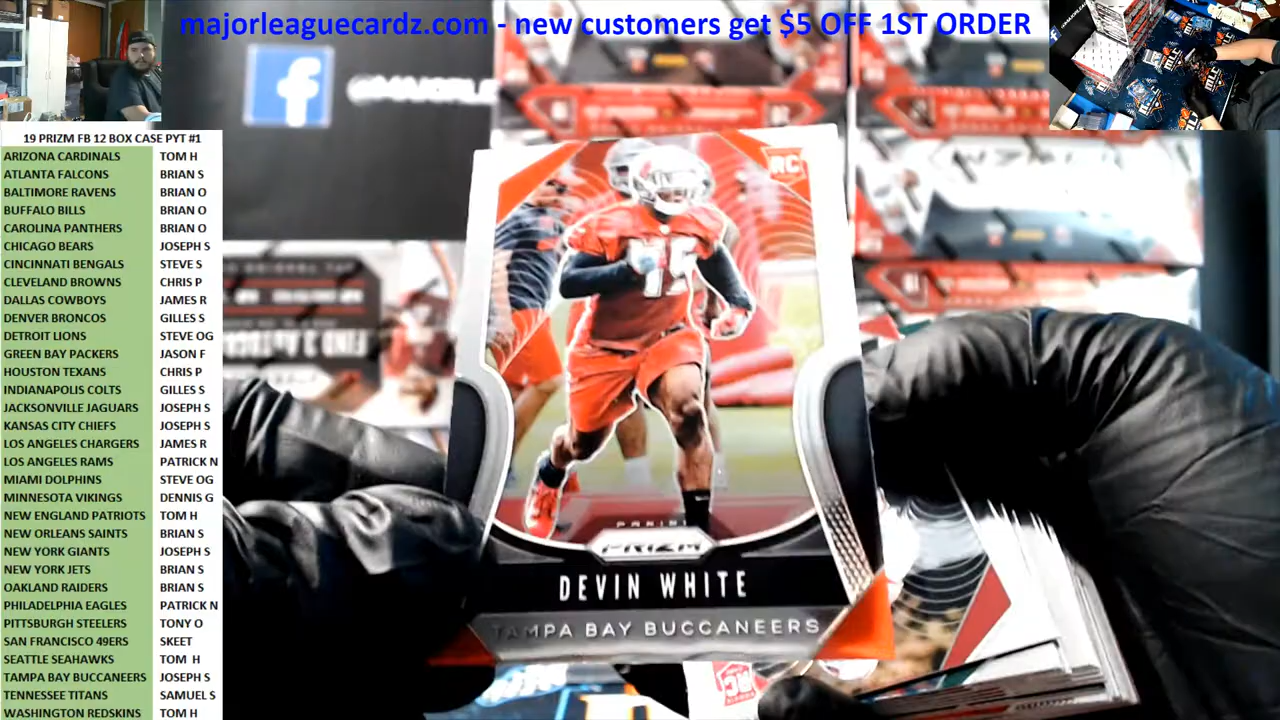 majorleaguecardz.com - new customers get $5 OFF 1ST ORDER
19 PRIZM FB 12 BOX CASE PYT #1
ARIZONA CARDINALS TOM H
ATLANTA FALCONS BRIAN S
BALTIMORE RAVENS BRIAN O
BUFFALO BILLS BRIAN O
CAROLINA PANTHERS BRIAN O
CHICAGO BEARS JOSEPH S
CINCINNATI BENGALS STEVE S
CLEVELAND BROWNS CHRIS P
DALLAS COWBOYS JAMES R
DENVER BRONCOS GILLES S
DETROIT LIONS STEVE OG
GREEN BAY PACKERS JASON F
HOUSTON TEXANS CHRIS P
INDIANAPOLIS COLTS GILLES S
JACKSONVILLE JAGUARS JOSEPH S
KANSAS CITY CHIEFS JOSEPH S
LOS ANGELES CHARGERS JAMES R
LOS ANGELES RAMS PATRICK N
MIAMI DOLPHINS STEVE OG
MINNESOTA VIKINGS DENNIS G
NEW ENGLAND PATRIOTS TOM H
NEW ORLEANS SAINTS BRIAN S
NEW YORK GIANTS JOSEPH S
NEW YORK JETS BRIAN S
OAKLAND RAIDERS BRIAN S
PHILADELPHIA EAGLES PATRICK N
PITTSBURGH STEELERS TONY O
SAN FRANCISCO 49ERS SKEET
SEATTLE SEAHAWKS TOM H
TAMPA BAY BUCCANEERS JOSEPH S
TENNESSEE TITANS SAMUEL S
WASHINGTON REDSKINS TOM H
f
RC
PANINI
PRIZM
DEVIN WHITE
TAMPA BAY BUCCANEERS
RC
MLC